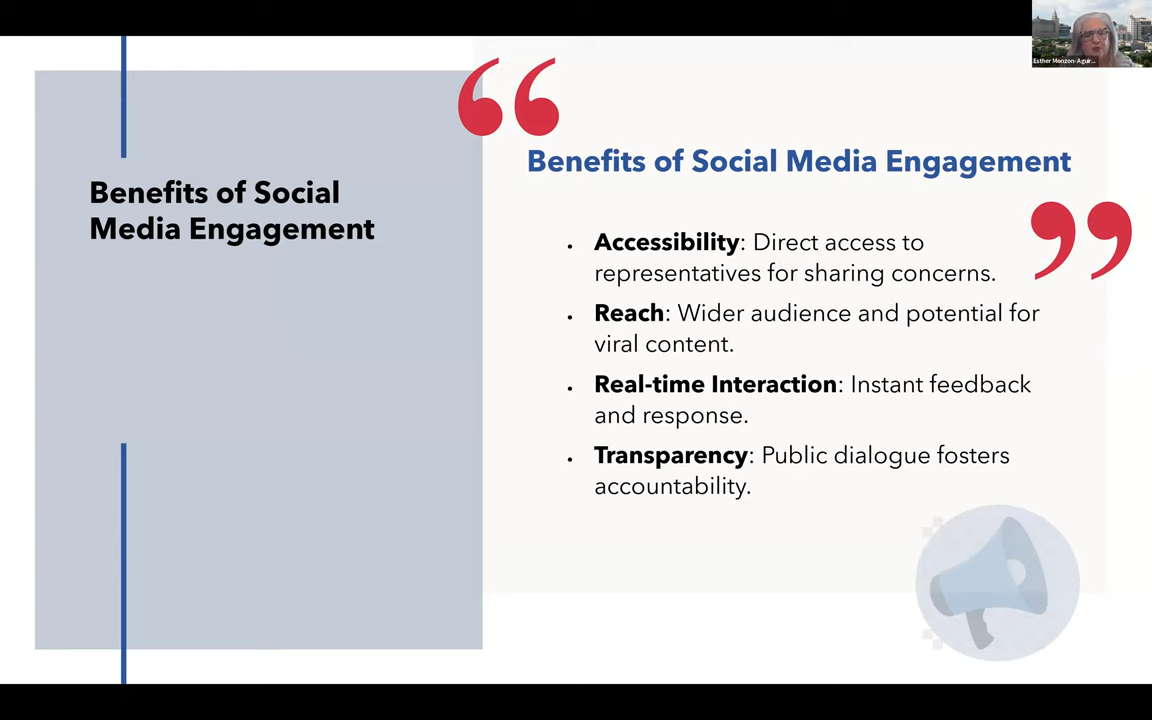 Esther Monzon-Aguir...
Benefits of Social
Media Engagement
Benefits of Social Media Engagement
• Accessibility: Direct access to
representatives for sharing concerns.
• Reach: Wider audience and potential for
viral content.
• Real-time Interaction: Instant feedback
and response.
• Transparency: Public dialogue fosters
accountability.